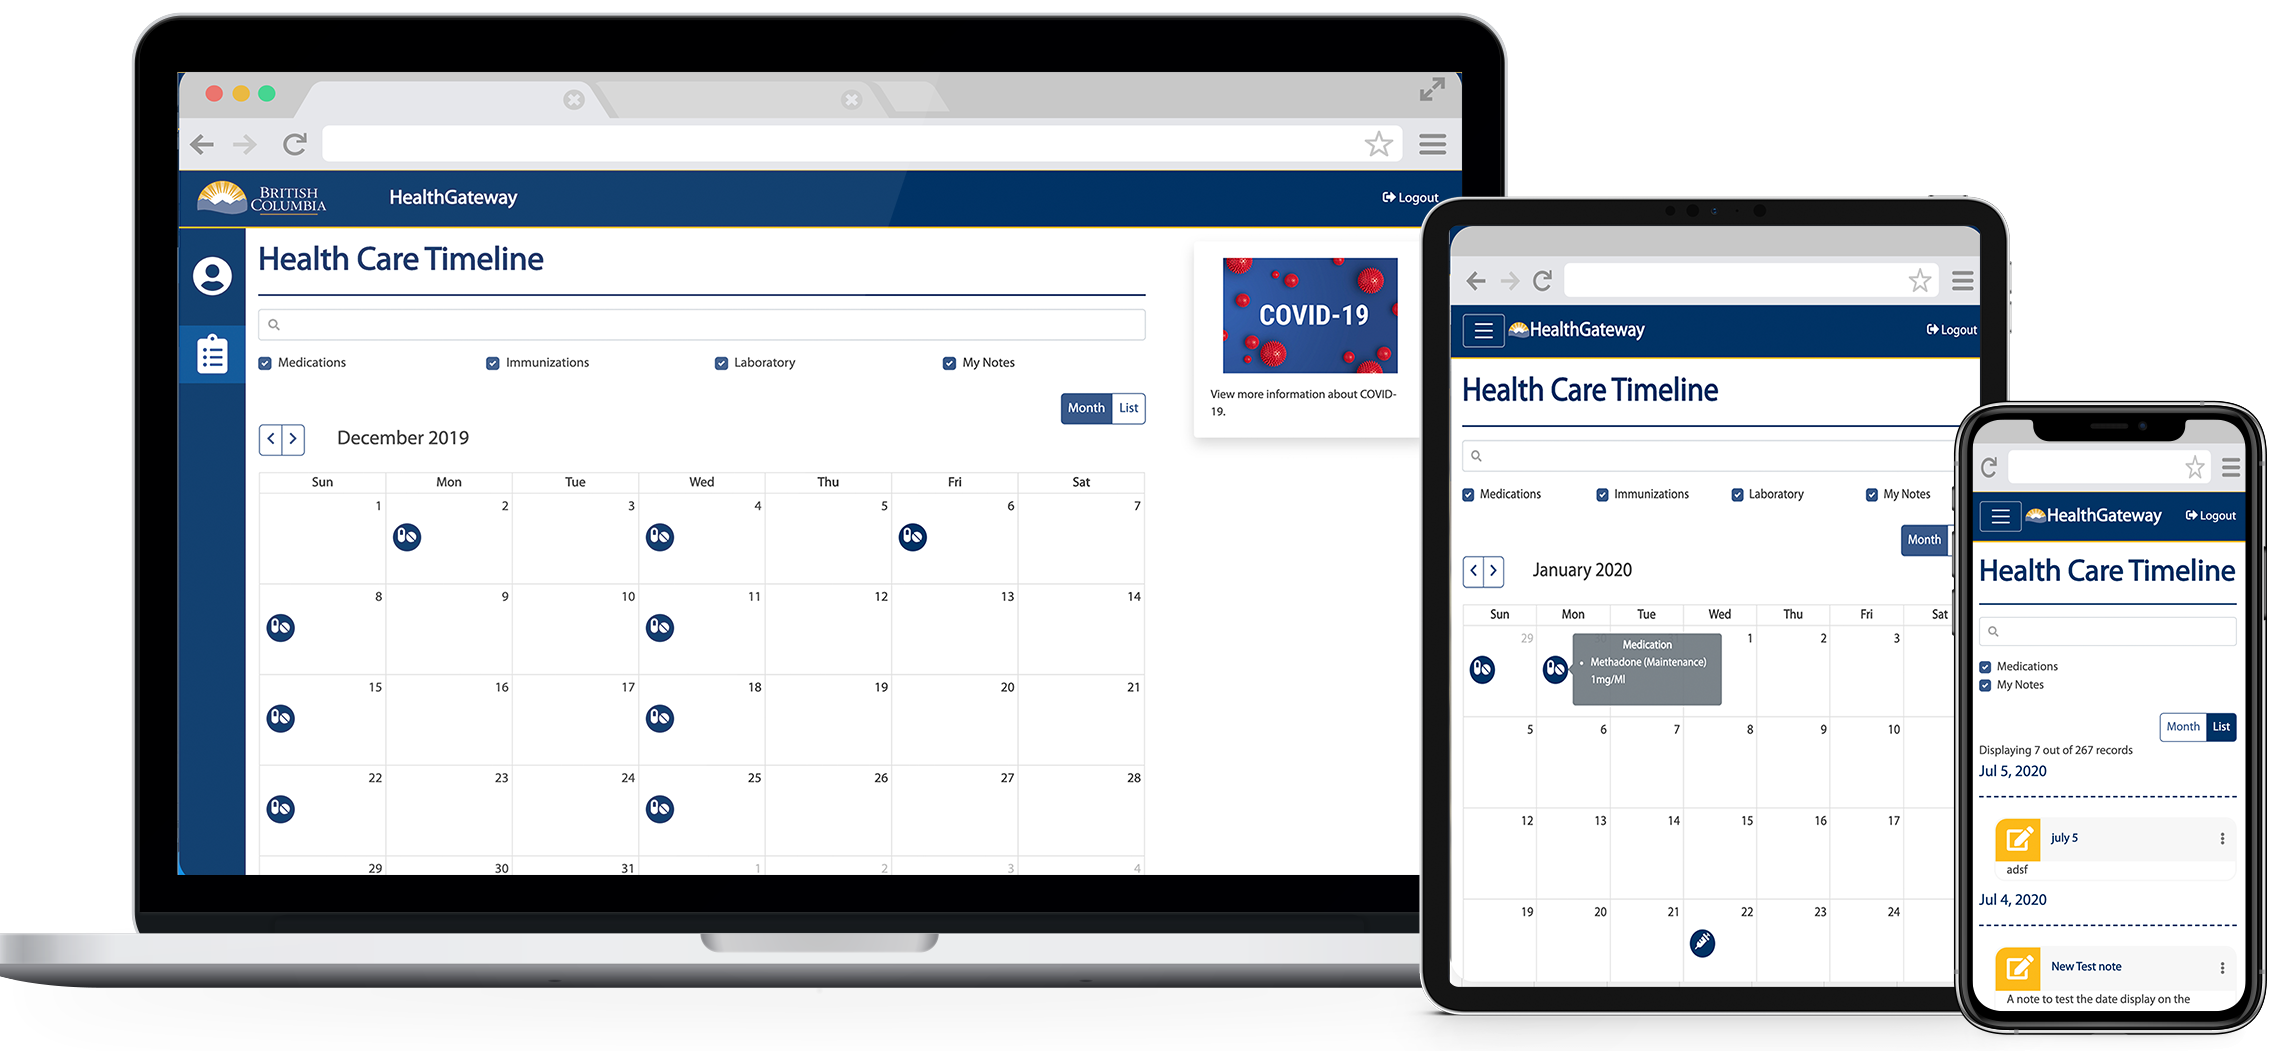 BRITISH
COLUMBIA
HealthGateway
Logout
Health Care Timeline
Medications Immunizations Laboratory My Notes
Month List
December 2019
Sun Mon Tue Wed Thu Fri Sat
1 2 3 4 5 6 7
8 9 10 11 12 13 14
15 16 17 18 19 20 21
22 23 24 25 26 27 28
29 30 31 1 2 3 4
COVID-19
View more information about COVID-
19.
HealthGateway
Logout
Health Care Timeline
Medications Immunizations Laboratory My Notes
Month
January 2020
Sun Mon Tue Wed Thu Fri Sat
29 1 2 3
Medication
• Methadone (Maintenance)
1mg/Ml
5 6 7 8 9 10
12 13 14 15 16 17
19 20 21 22 23 24
HealthGateway
Logout
Health Care Timeline
Medications
My Notes
Month List
Displaying 7 out of 267 records
Jul 5, 2020
july 5
adsf
Jul 4, 2020
New Test note
A note to test the date display on the